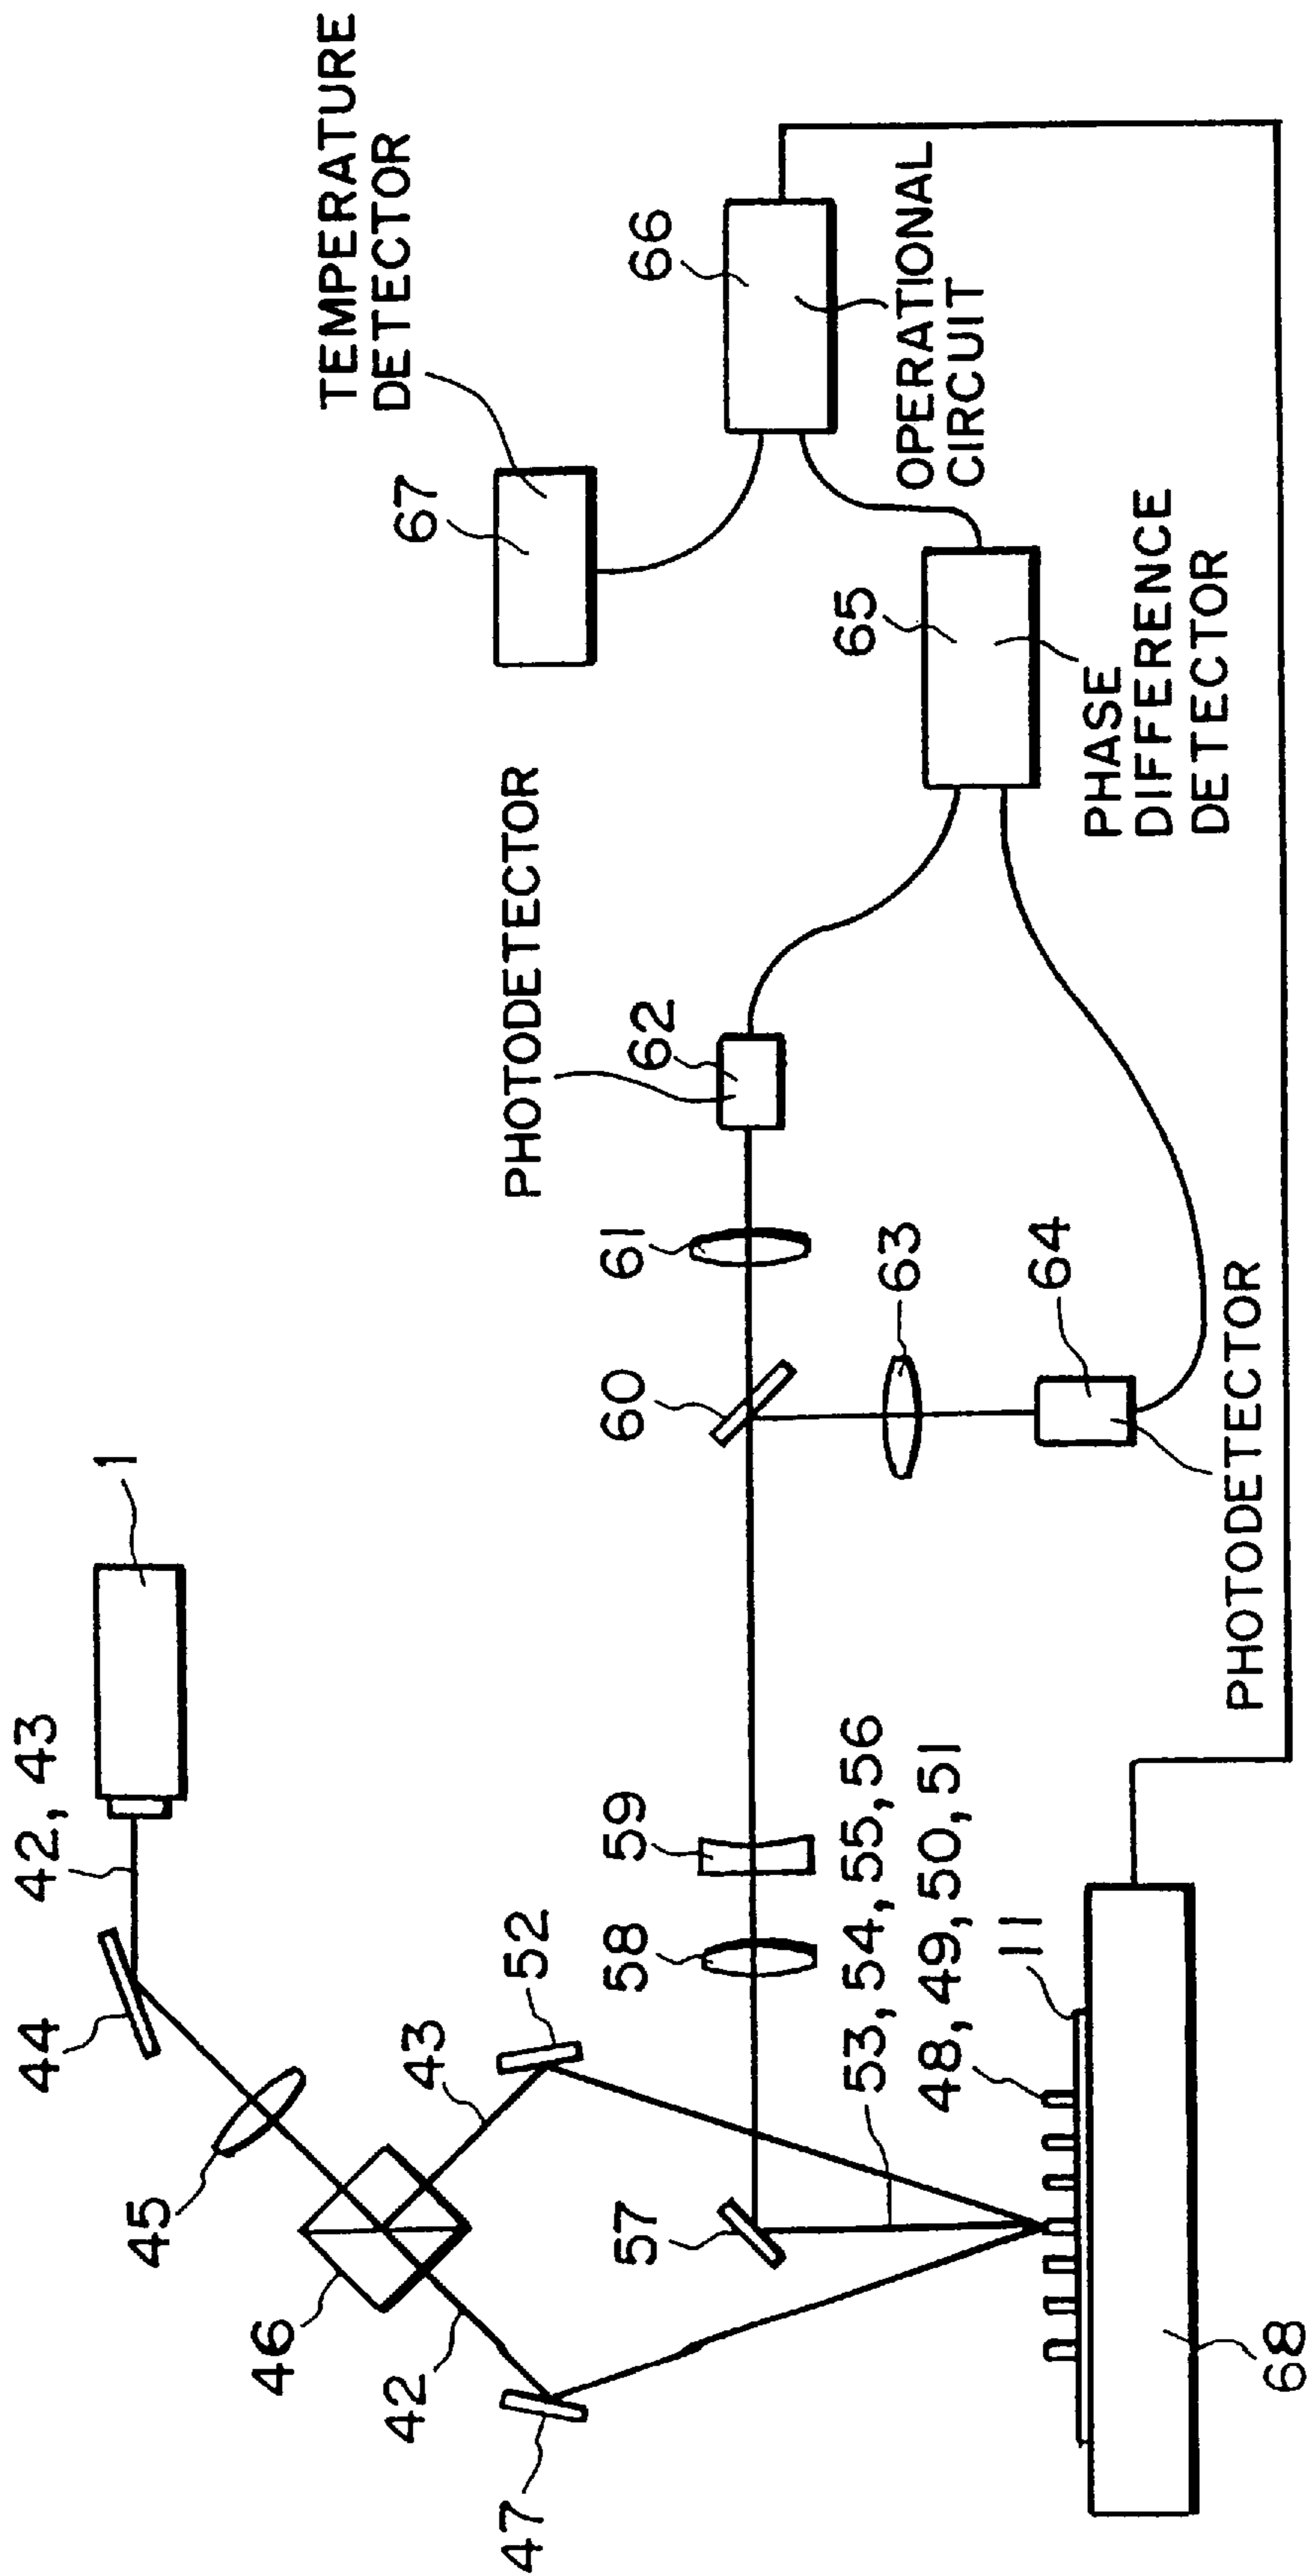 1
42, 43
44
45
46
42
43
47
52
TEMPERATURE
DETECTOR
67
66
OPERATIONAL
CIRCUIT
65
PHASE
DIFFERENCE
DETECTOR
PHOTODETECTOR
62
61
60
63
64
PHOTODETECTOR
59
58
57
53, 54, 55, 56
48, 49, 50, 51
11
68